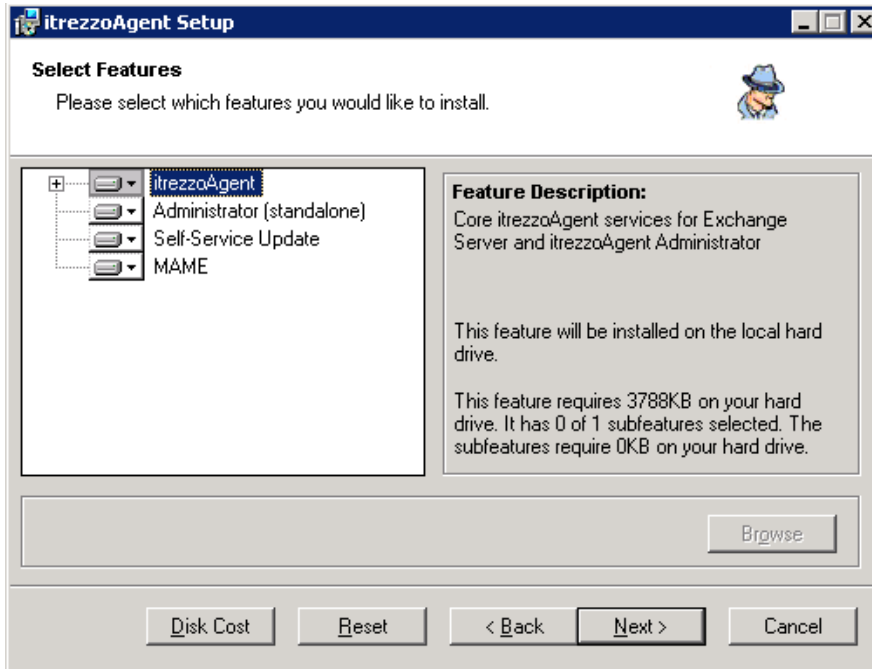 itrezzoAgent Setup
Select Features
Please select which features you would like to install.
itrezzoAgent
Administrator (standalone)
Self-Service Update
MAME
Feature Description:
Core itrezzoAgent services for Exchange
Server and itrezzoAgent Administrator
This feature will be installed on the local hard
drive.
This feature requires 3788KB on your hard
drive. It has 0 of 1 subfeatures selected. The
subfeatures require 0KB on your hard drive.
Browse
Disk Cost
Reset
< Back
Next >
Cancel